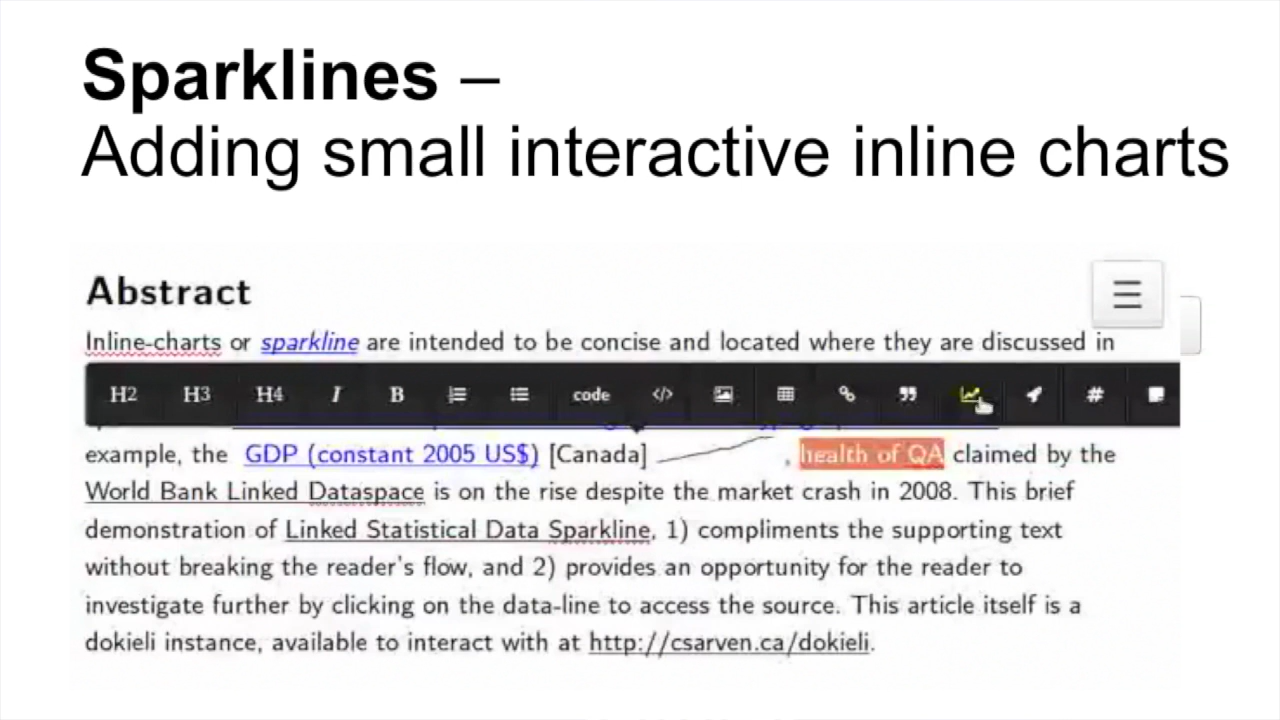 Sparklines –
Adding small interactive inline charts
Abstract
Inline-charts or sparkline are intended to be concise and located where they are discussed in
H2 H3 H4 I B code </> #
example, the GDP (constant 2005 US$) [Canada] , health of QA claimed by the
World Bank Linked Dataspace is on the rise despite the market crash in 2008. This brief
demonstration of Linked Statistical Data Sparkline, 1) compliments the supporting text
without breaking the reader's flow, and 2) provides an opportunity for the reader to
investigate further by clicking on the data-line to access the source. This article itself is a
dokieli instance, available to interact with at http://csarven.ca/dokieli.